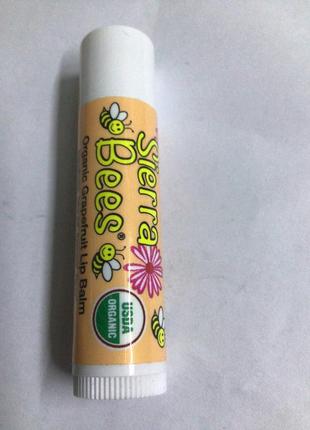 Sierra
Bees®
Organic Grapefruit Lip Balm
USDA
ORGANIC